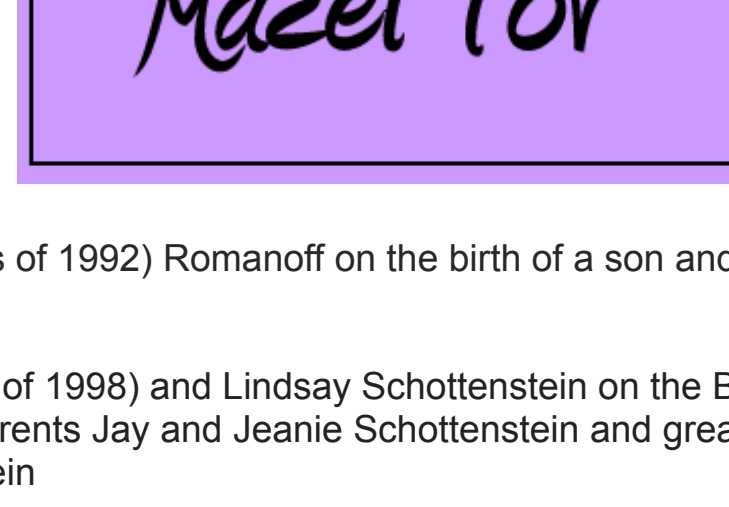 Mazel Tov
s of 1992) Romanoff on the birth of a son and
of 1998) and Lindsay Schottenstein on the B
rents Jay and Jeanie Schottenstein and grea
ein